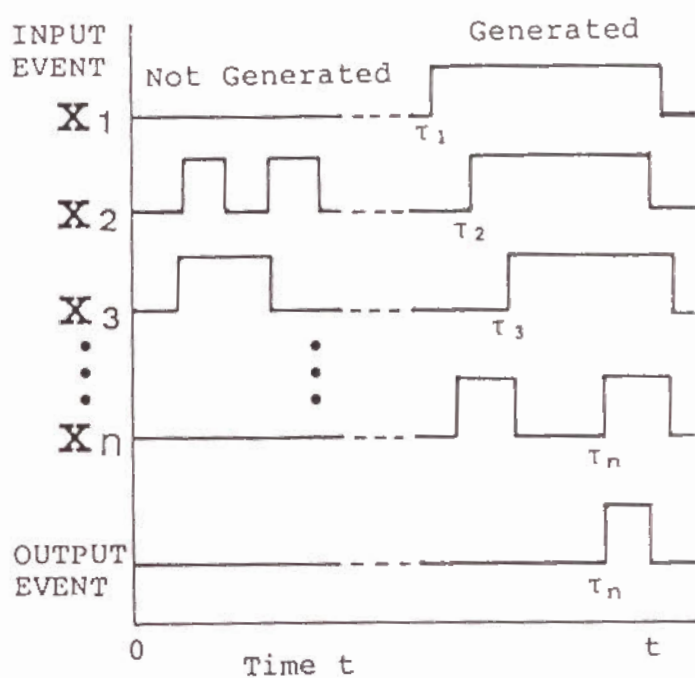 INPUT
EVENT
Generated
Not Generated
X1
τ1
X2
τ2
X3
τ3
Xn
τn
OUTPUT
EVENT
τn
0
t
Time t